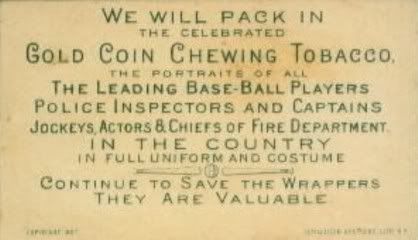 WE WILL PACK IN
THE CELEBRATED
GOLD COIN CHEWING TOBACCO,
THE PORTRAITS OF ALL
THE LEADING BASE-BALL PLAYERS
POLICE INSPECTORS AND CAPTAINS
JOCKEYS, ACTORS & CHIEFS OF FIRE DEPARTMENT.
IN THE COUNTRY
IN FULL UNIFORM AND COSTUME
CONTINUE TO SAVE THE WRAPPERS
THEY ARE VALUABLE
COPYRIGHT 1887